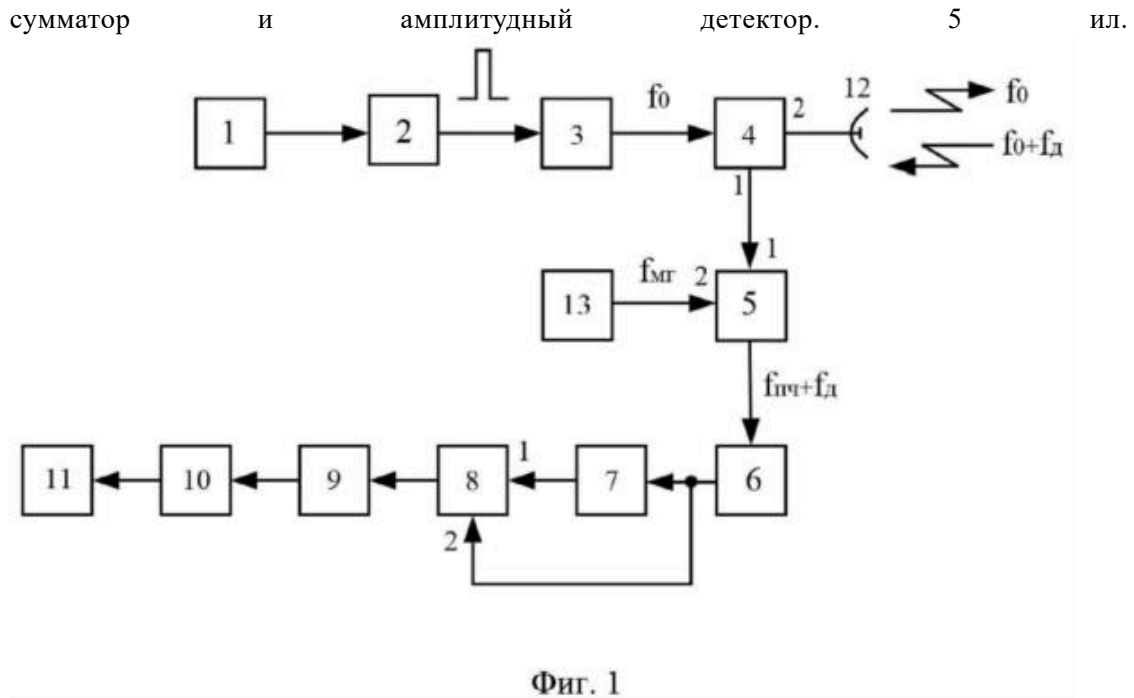 сумматор и амплитудный детектор. 5 ил.
1 2 3 f₀ 4 2 12 f₀
f₀+fд
1
1
13 fмг 2 5
fпч+fд
11 10 9 8 1 7 6
2
Фиг. 1